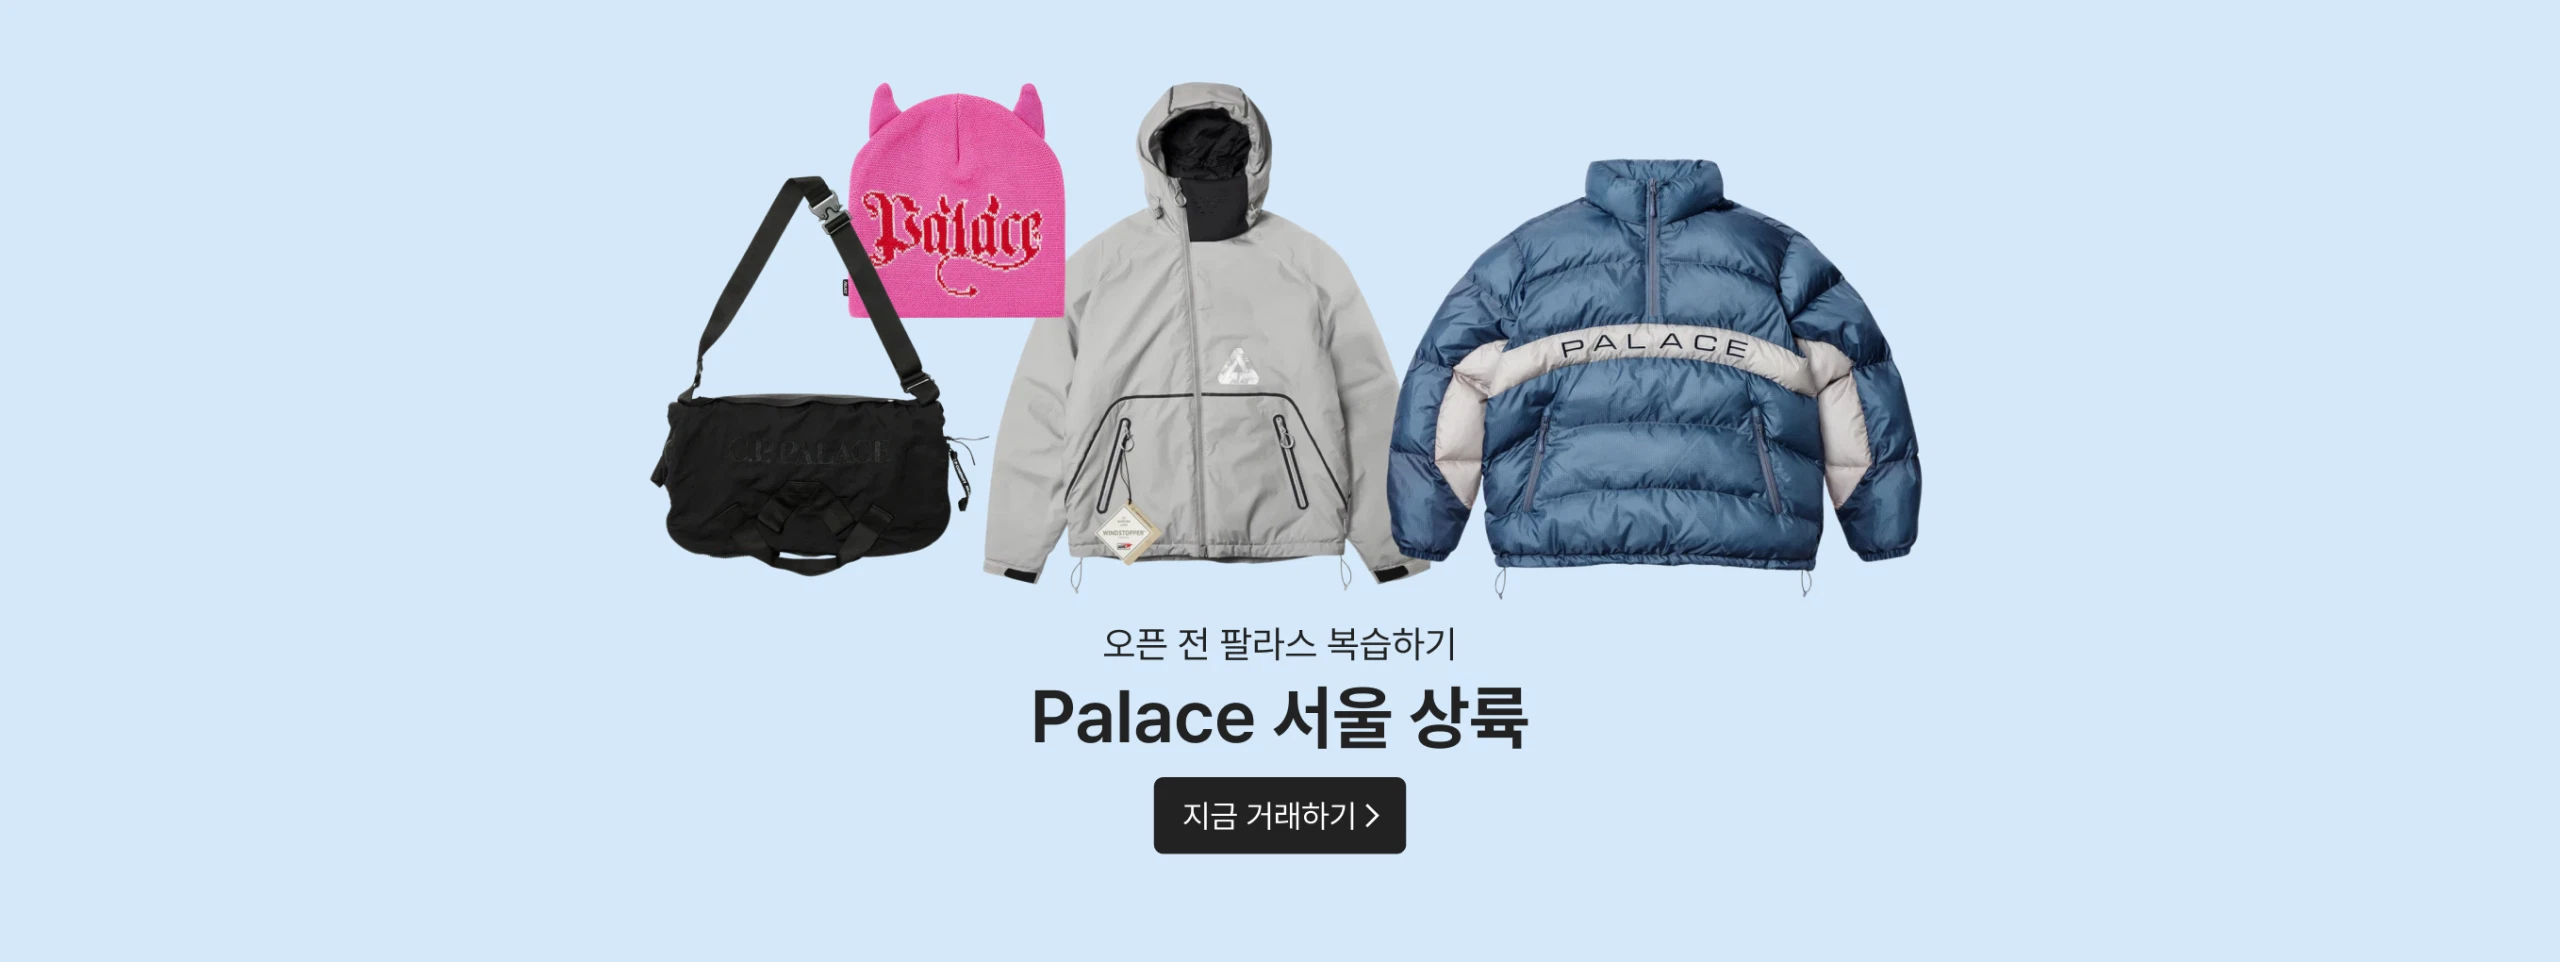 Palace
C.P. PALACE
WINDSTOPPER
PALACE
오픈 전 팔라스 복습하기
Palace 서울 상륙
지금 거래하기